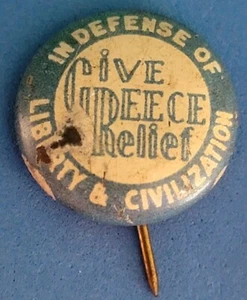 IN DEFENSE OF
GIVE
GREECE
Relief
LIBERTY & CIVILIZATION